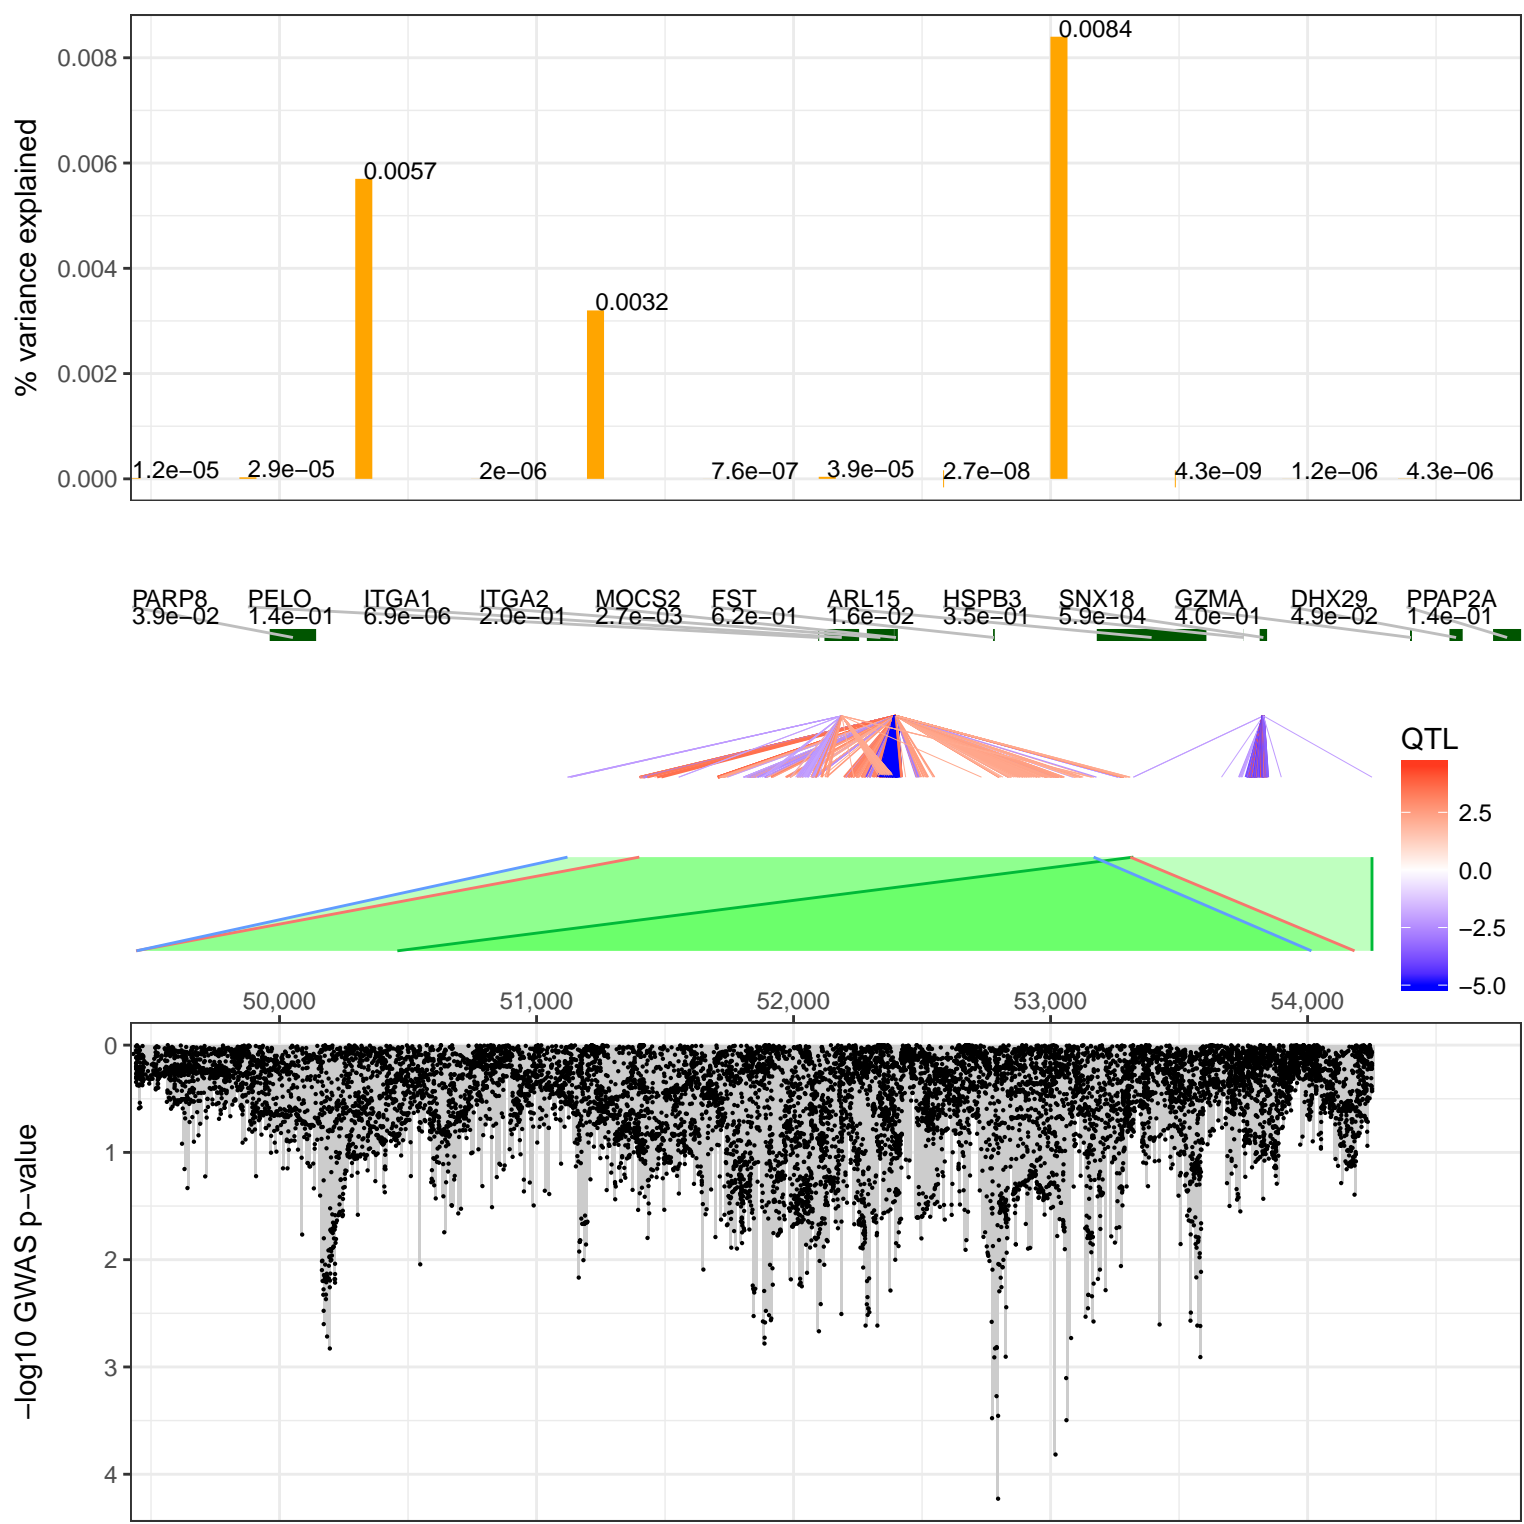 % variance explained
0.008
0.006
0.004
0.002
0.000
0.0084
0.0057
0.0032
1.2e−05 2.9e−05 2e−06 7.6e−07 3.9e−05 2.7e−08 4.3e−09 1.2e−06 4.3e−06
PARP8 PELO ITGA1 ITGA2 MOCS2 FST ARL15 HSPB3 SNX18 GZMA DHX29 PPAP2A
3.9e−02 1.4e−01 6.9e−06 2.0e−01 2.7e−03 6.2e−01 1.6e−02 3.5e−01 5.9e−04 4.0e−01 4.9e−02 1.4e−01
QTL
2.5
0.0
−2.5
−5.0
50,000 51,000 52,000 53,000 54,000
−log10 GWAS p−value
0
1
2
3
4